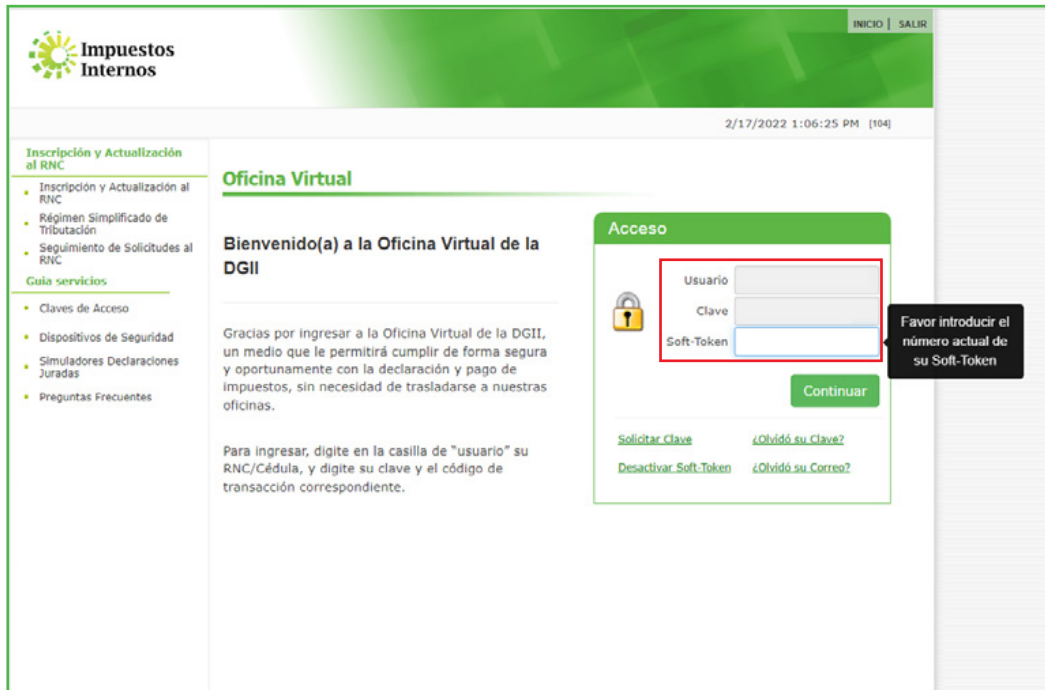 INICIO | SALIR
Impuestos
Internos
2/17/2022 1:06:25 PM [104]
Inscripción y Actualización
al RNC
Inscripción y Actualización al
RNC
Régimen Simplificado de
Tributación
Seguimiento de Solicitudes al
RNC
Guia servicios
Claves de Acceso
Dispositivos de Seguridad
Simuladores Declaraciones
Juradas
Preguntas Frecuentes
Oficina Virtual
Bienvenido(a) a la Oficina Virtual de la
DGII
Gracias por ingresar a la Oficina Virtual de la DGII,
un medio que le permitirá cumplir de forma segura
y oportunamente con la declaración y pago de
impuestos, sin necesidad de trasladarse a nuestras
oficinas.
Para ingresar, digite en la casilla de "usuario" su
RNC/Cédula, y digite su clave y el código de
transacción correspondiente.
Acceso
Usuario
Clave
Soft-Token
Favor introducir el
número actual de
su Soft-Token
Continuar
Solicitar Clave ¿Olvidó su Clave?
Desactivar Soft-Token ¿Olvidó su Correo?